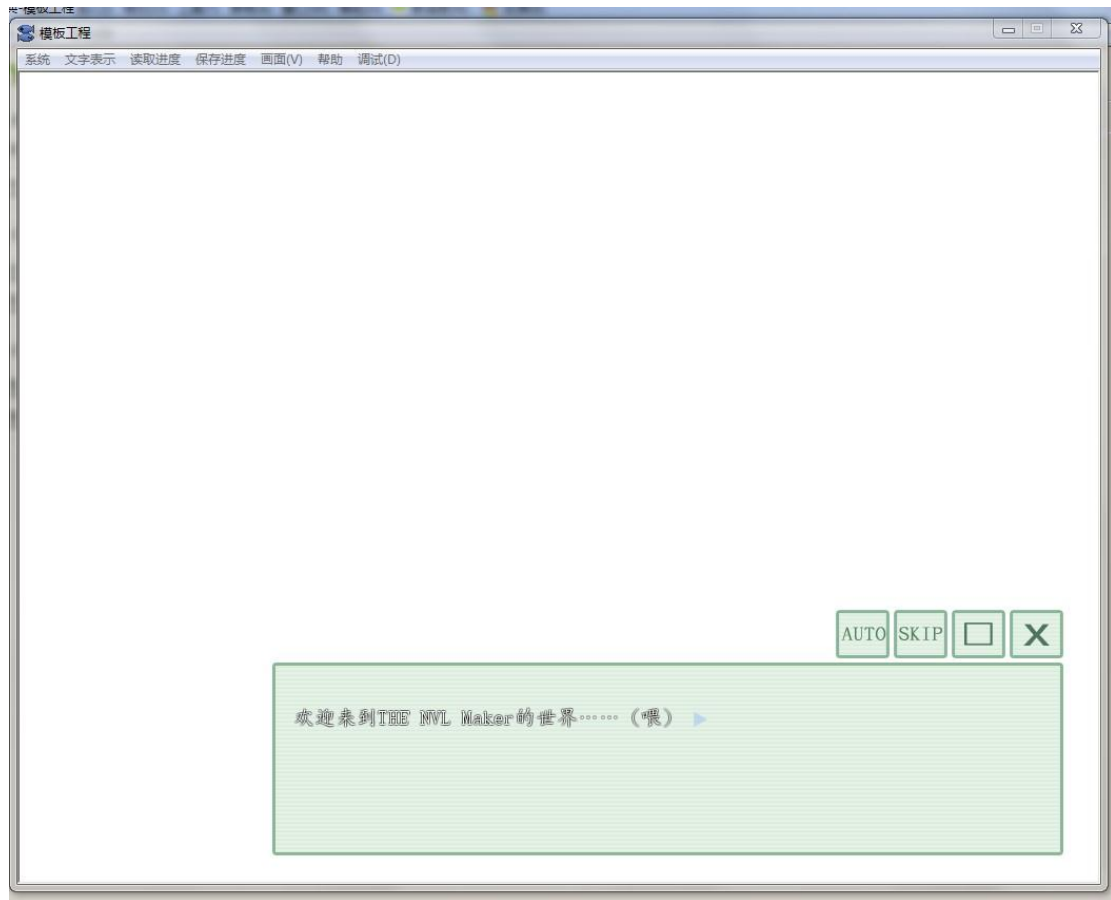 模板工程
系统 文字表示 读取进度 保存进度 画面(V) 帮助 调试(D)
AUTO SKIP
欢迎来到THE NVL Maker的世界……（喂）